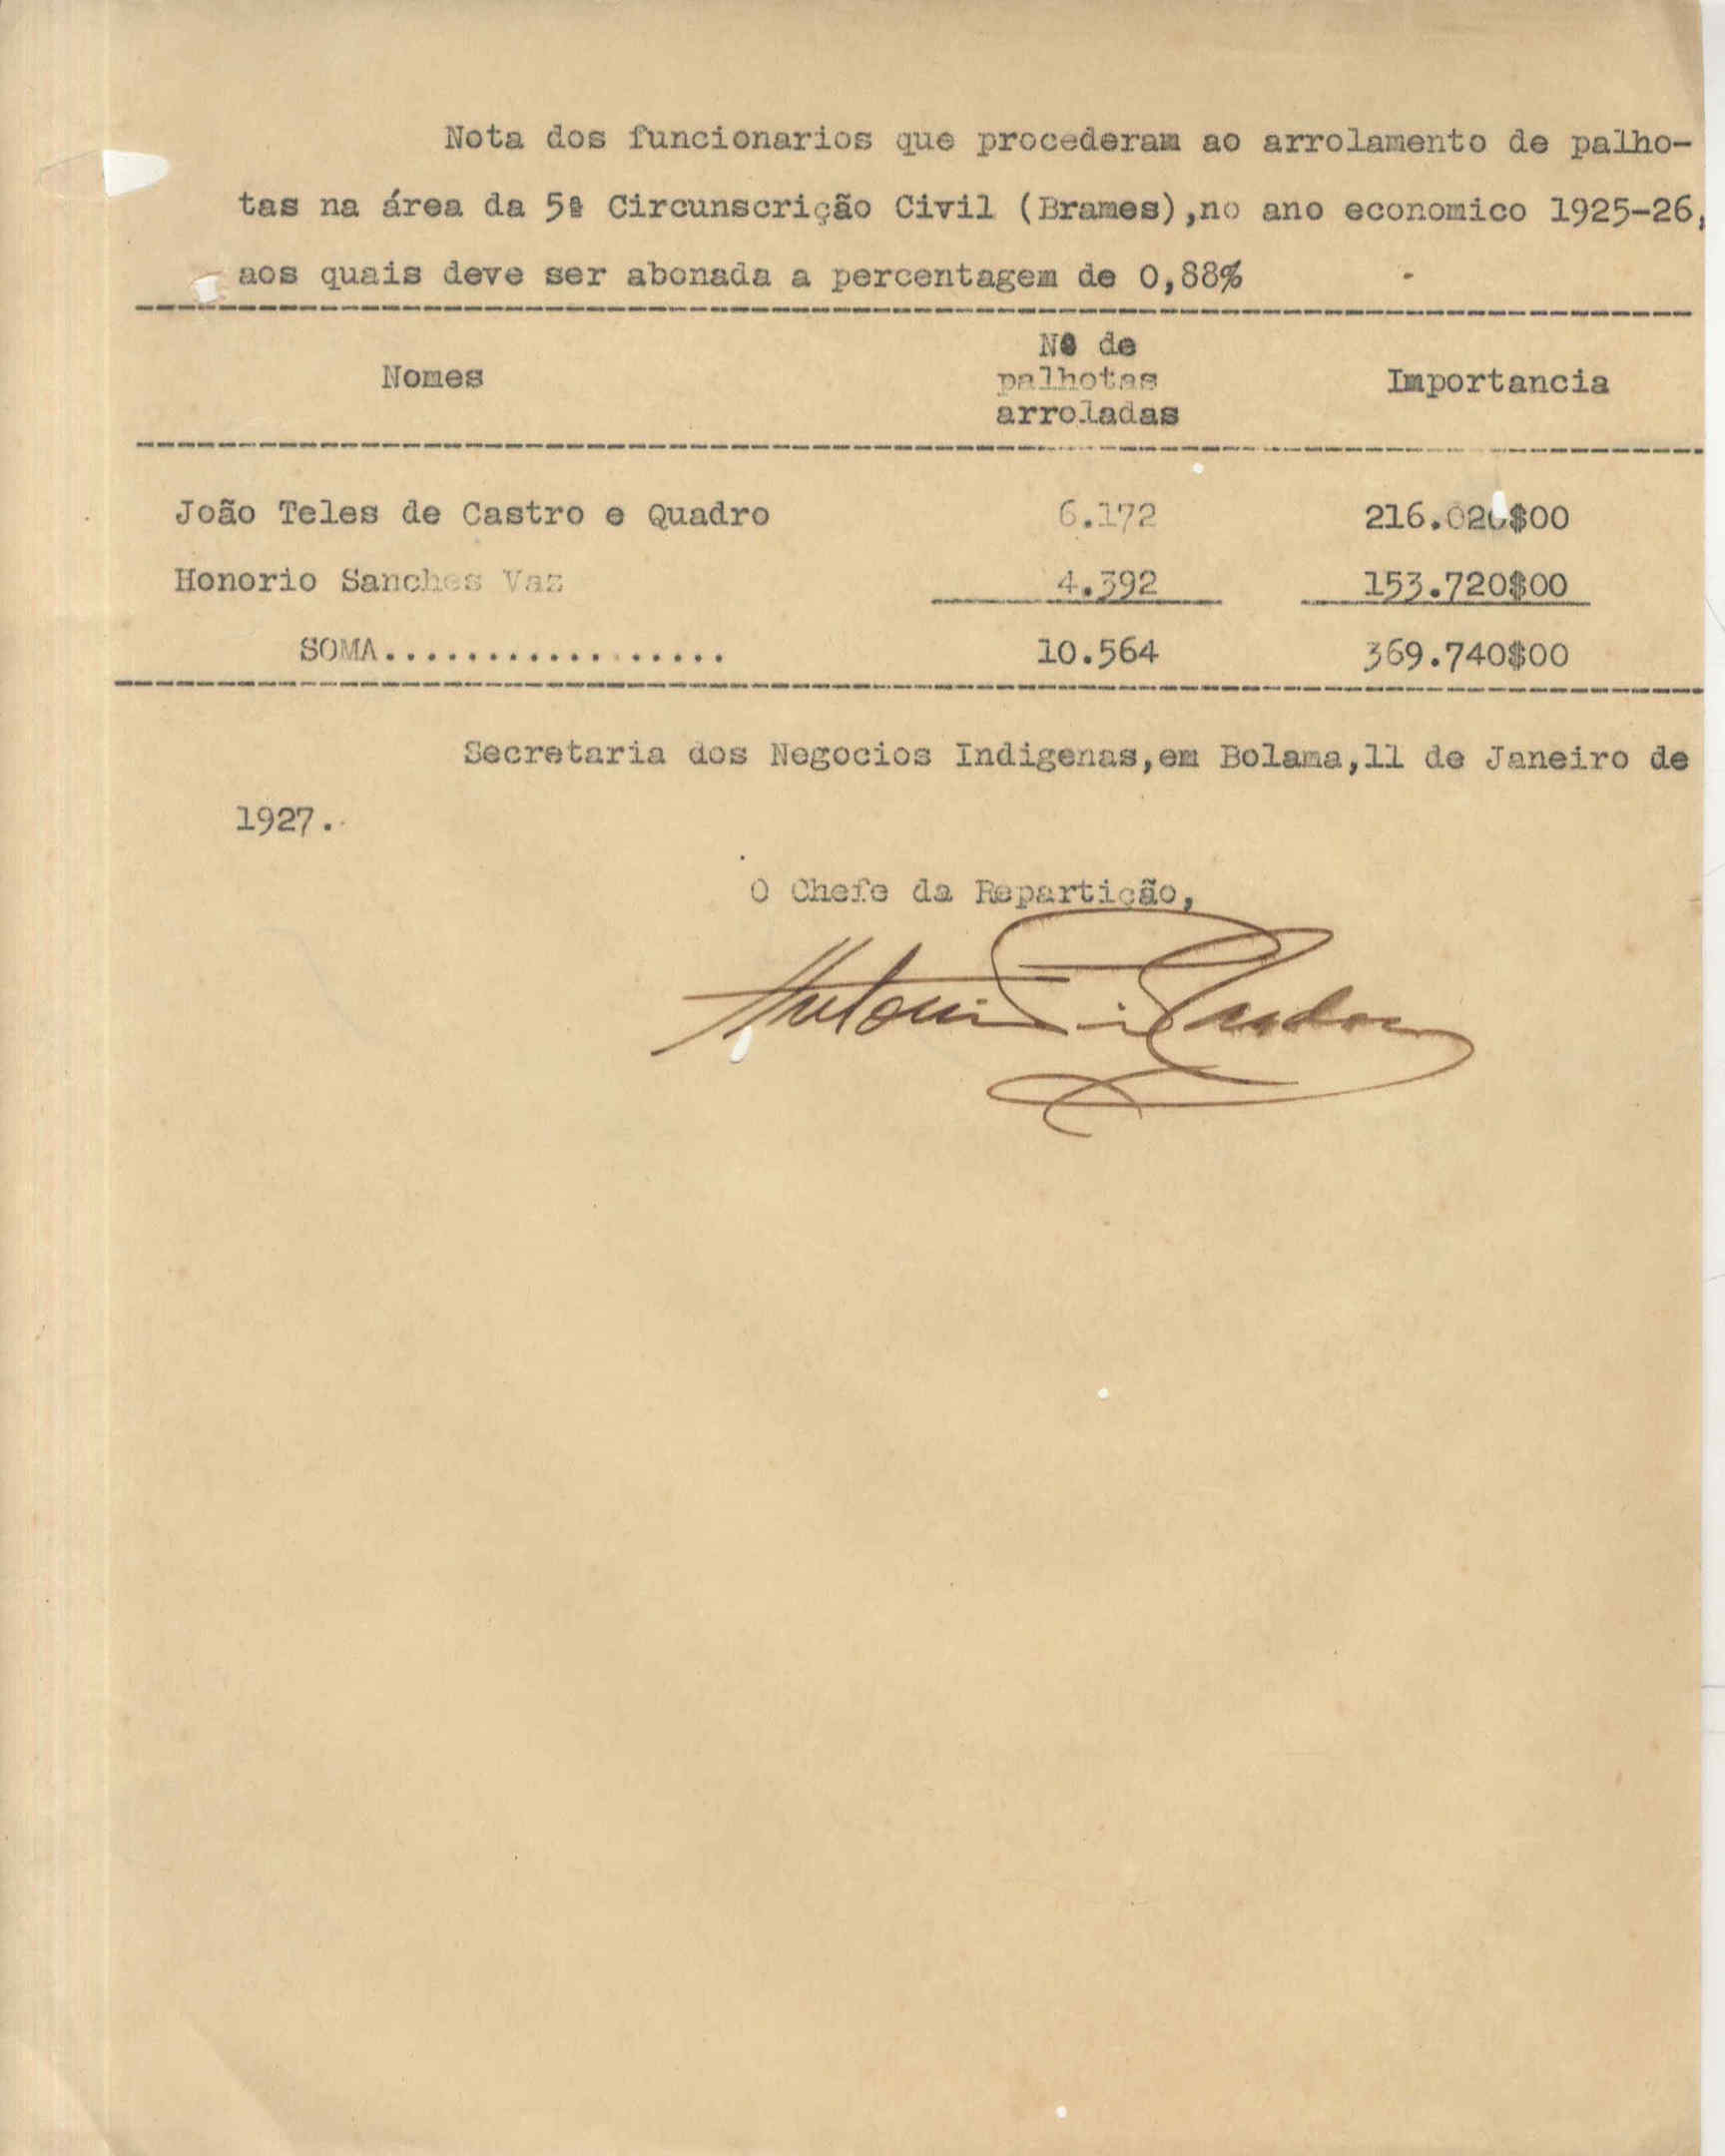 Nota dos funcionarios que procederam ao arrolamento de palho-
tas na área da 5ª Circunscrição Civil (Brames),no ano economico 1925-26,
aos quais deve ser abonada a percentagem de 0,88%
Nomes
Nº de
palhotas
arroladas
Importancia
João Teles de Castro e Quadro 6.172 216.020$00
Honorio Sanches Vaz 4.392 153.720$00
SOMA................. 10.564 369.740$00
Secretaria dos Negocios Indigenas,em Bolama,11 de Janeiro de
1927.
O Chefe da Repartição,